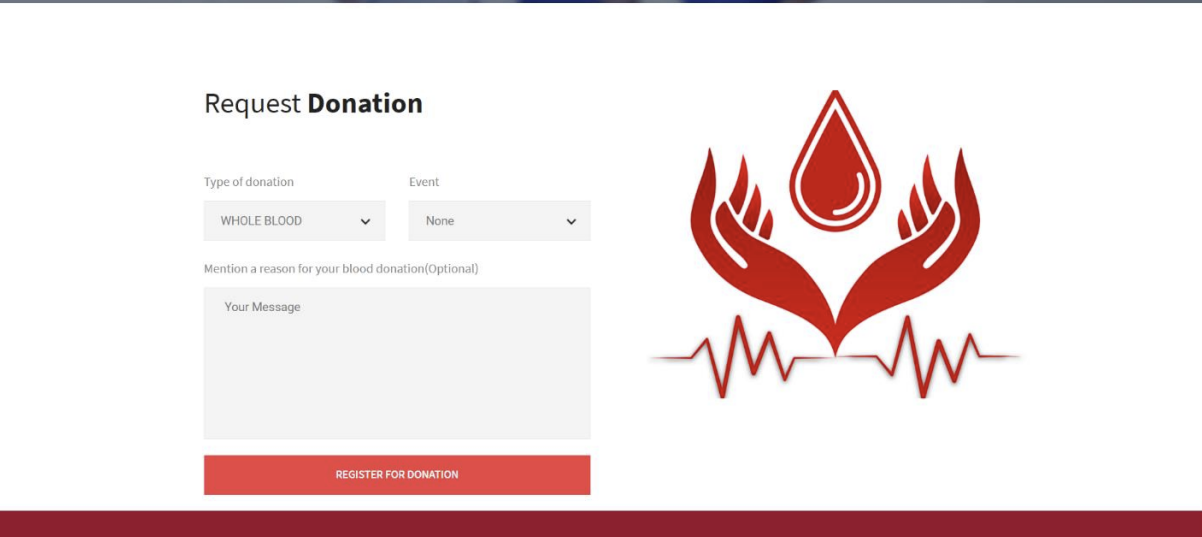 Request Donation
Type of donation
Event
WHOLE BLOOD
None
Mention a reason for your blood donation(Optional)
Your Message
REGISTER FOR DONATION